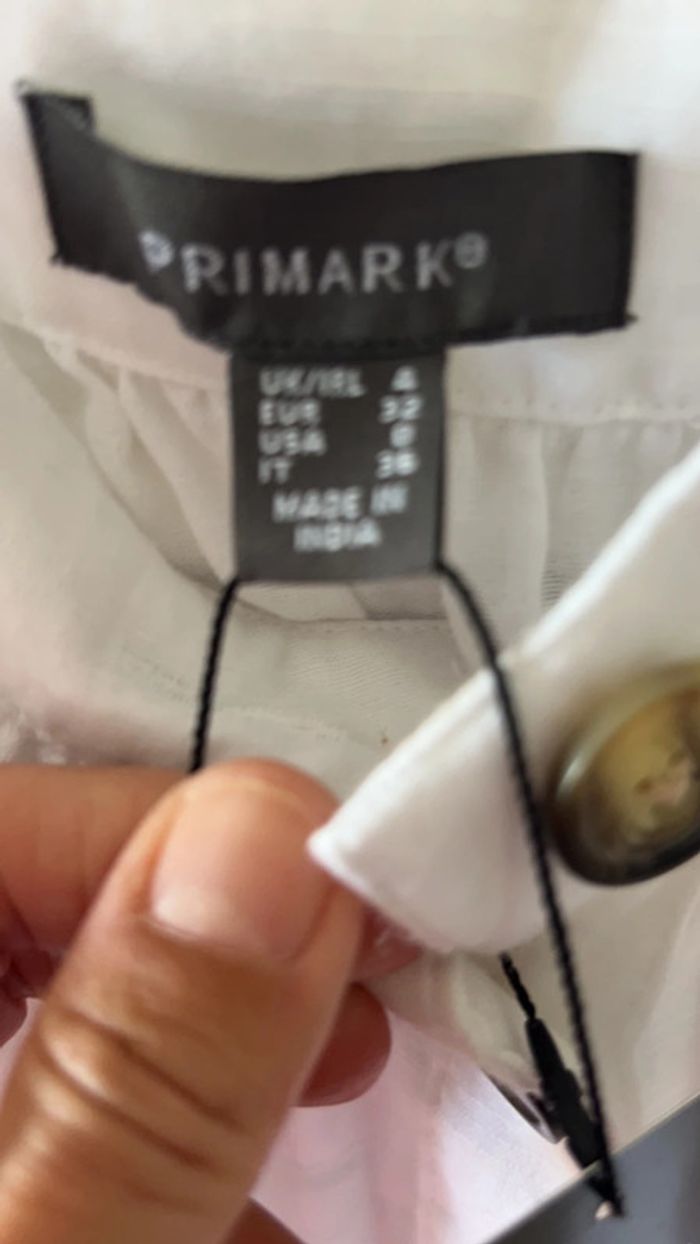 PRIMARK®
UK/IRL 4
EUR 32
USA 0
IT 36
MADE IN
INDIA